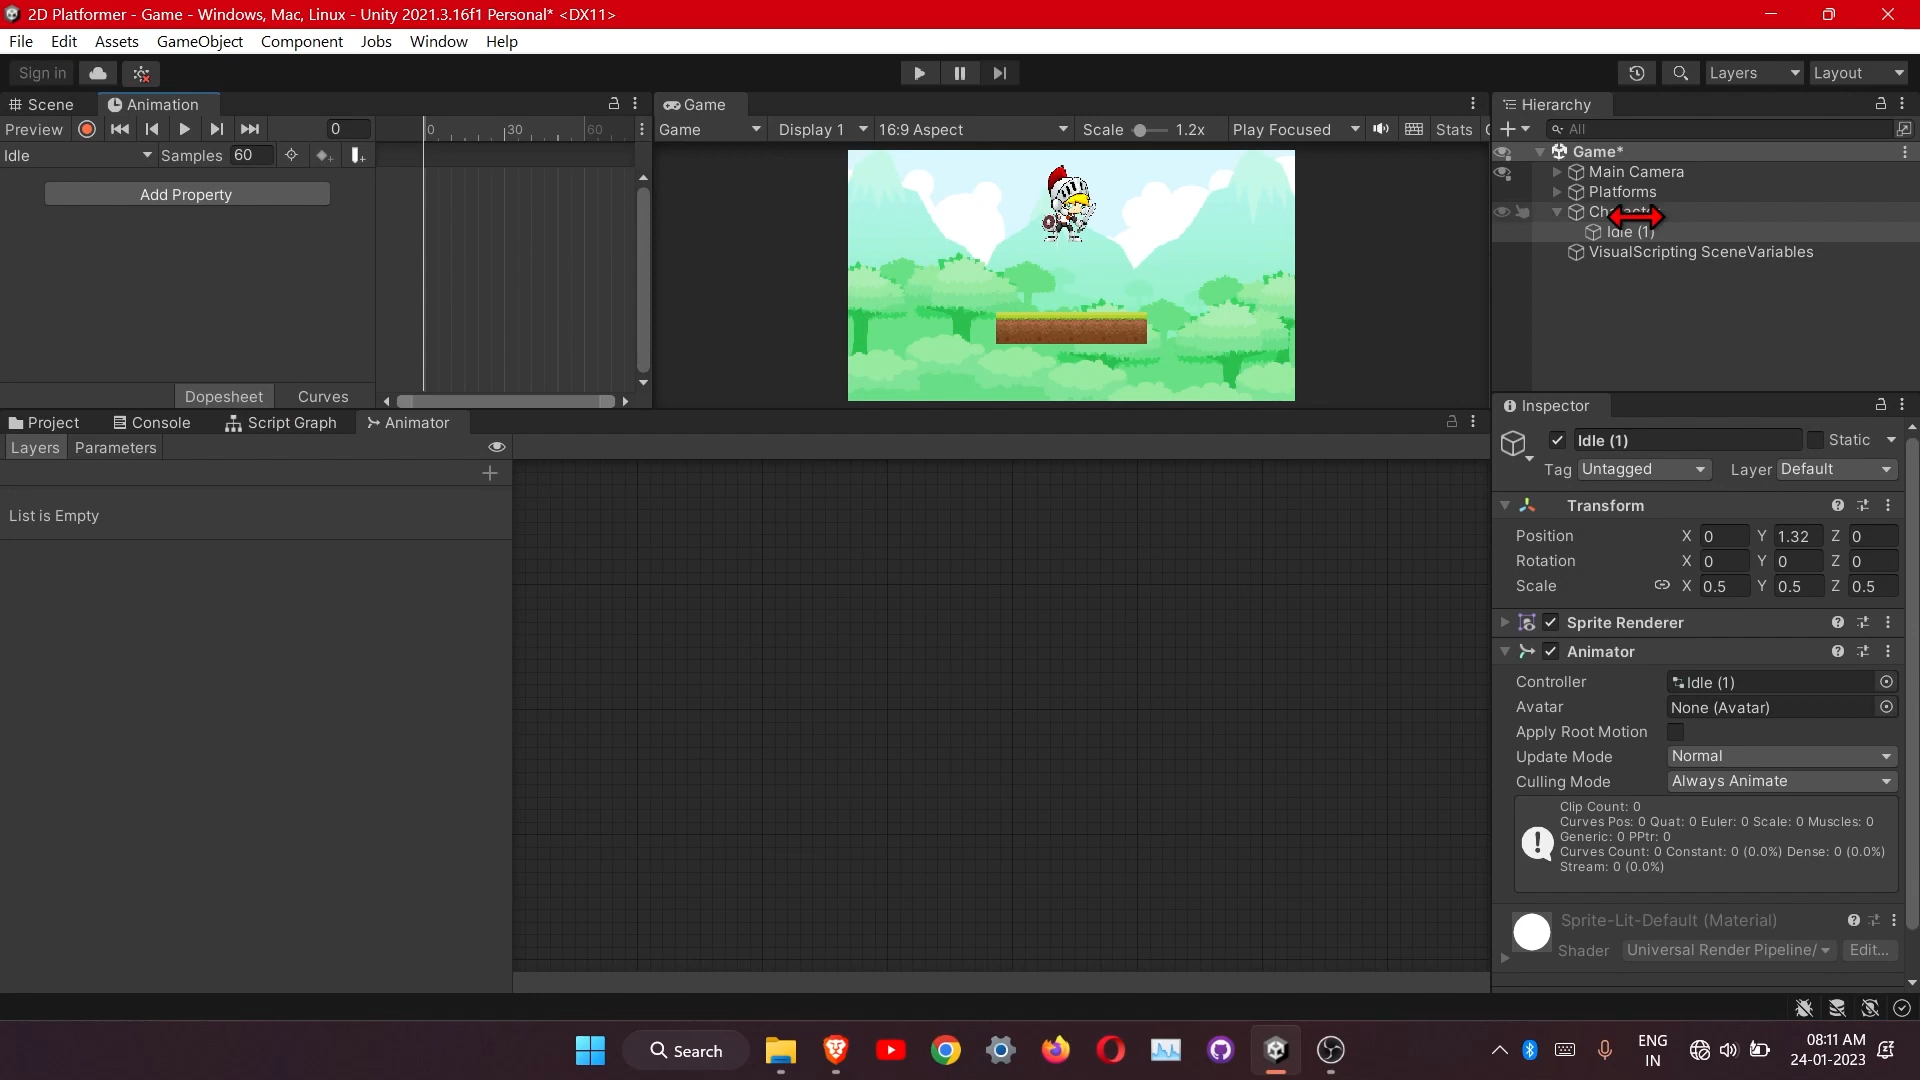 2D Platformer - Game - Windows, Mac, Linux - Unity 2021.3.16f1 Personal* <DX11>
File Edit Assets GameObject Component Jobs Window Help
Sign in
Layers Layout
Scene Animation
Preview 0
Idle Samples 60
Add Property
0 30 60
Dopesheet Curves
Game
Game Display 1 16:9 Aspect Scale 1.2x Play Focused Stats
Hierarchy
All
Game*
Main Camera
Platforms
Idle (1)
VisualScripting SceneVariables
Project Console Script Graph Animator
Layers Parameters
List is Empty
Inspector
Idle (1) Static
Tag Untagged Layer Default
Transform
Position X 0 Y 1.32 Z 0
Rotation X 0 Y 0 Z 0
Scale X 0.5 Y 0.5 Z 0.5
Sprite Renderer
Animator
Controller Idle (1)
Avatar None (Avatar)
Apply Root Motion
Update Mode Normal
Culling Mode Always Animate
Clip Count: 0
Curves Pos: 0 Quat: 0 Euler: 0 Scale: 0 Muscles: 0
Generic: 0 PPtr: 0
Curves Count: 0 Constant: 0 (0.0%) Dense: 0 (0.0%)
Stream: 0 (0.0%)
Sprite-Lit-Default (Material)
Shader Universal Render Pipeline/ Edit...
Search
ENG
IN
08:11 AM
24-01-2023